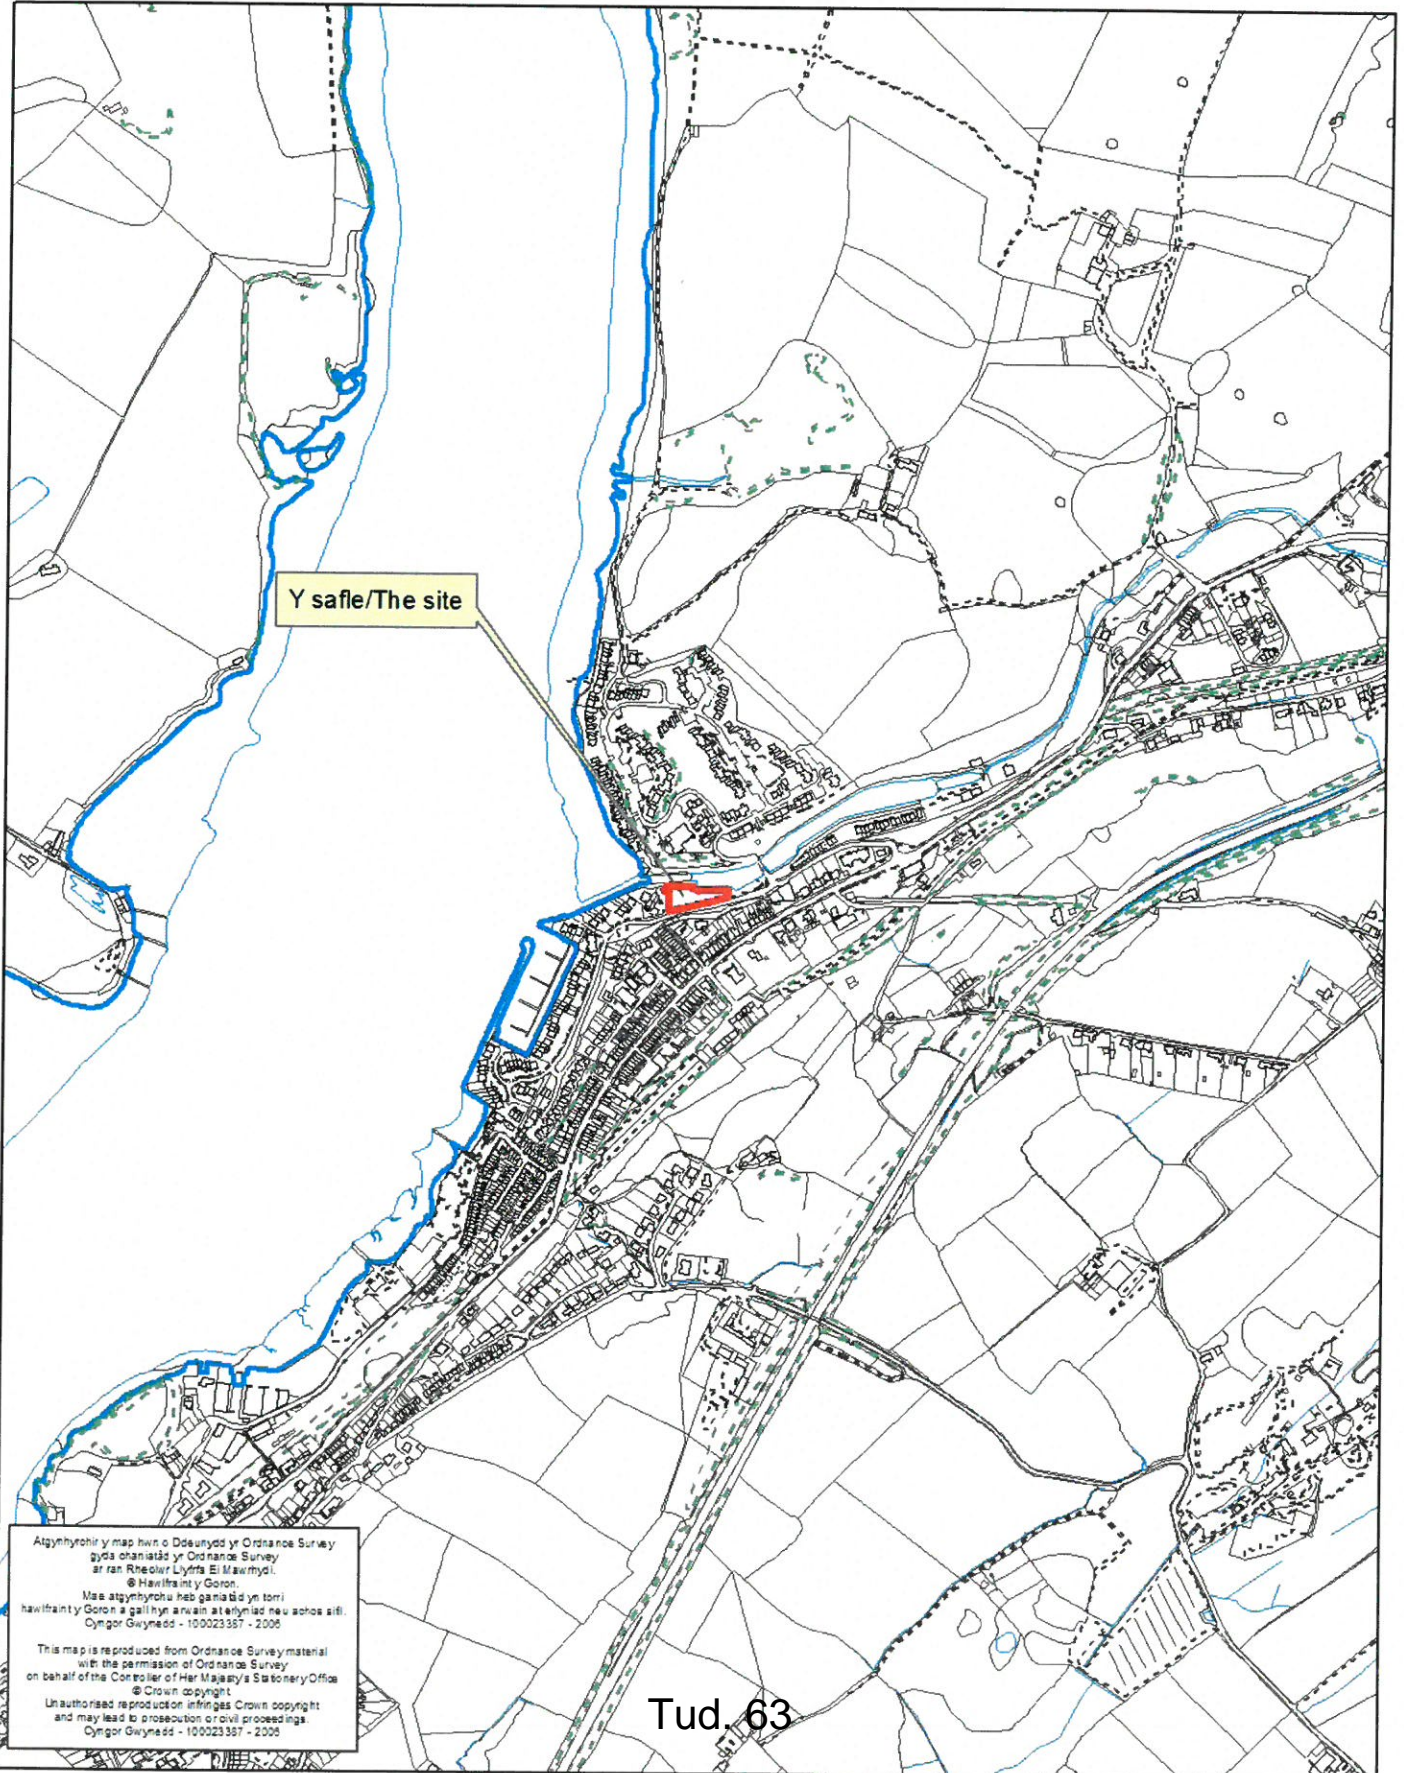 Y safle/The site
Atgynhyrchir y map hwn o Ddeunydd yr Ordnance Survey
gyda chaniatâd yr Ordnance Survey
ar ran Rheolwr Llyfrfa Ei Mawrhydi.
© Hawlfraint y Goron.
Mae atgynhyrchu heb ganiatâd yn torri
hawlfraint y Goron a gall hyn arwain at erlyniad neu achos sifil.
Cyngor Gwynedd - 100023387 - 2006
This map is reproduced from Ordnance Survey material
with the permission of Ordnance Survey
on behalf of the Controller of Her Majesty's Stationery Office
© Crown copyright
Unauthorised reproduction infringes Crown copyright
and may lead to prosecution or civil proceedings.
Cyngor Gwynedd - 100023387 - 2006
Tud. 63